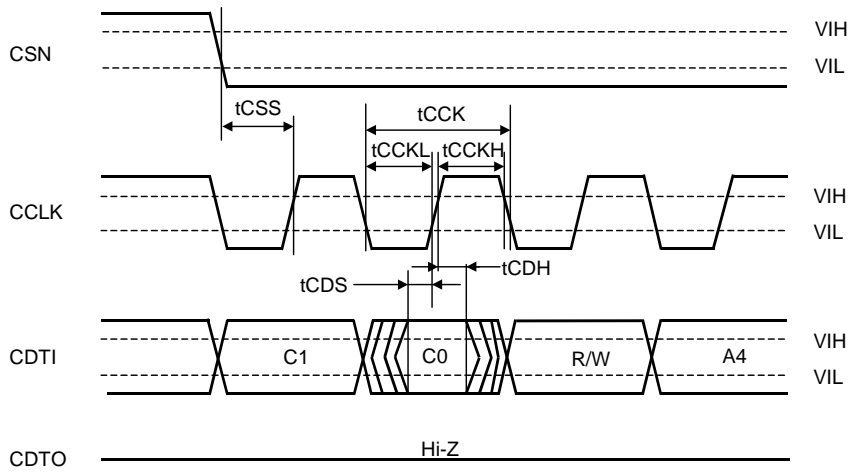 VIH
CSN
VIL
tCSS
tCCK
tCCKL tCCKH
VIH
CCLK
VIL
tCDH
tCDS
VIH
CDTI C1 C0 R/W A4
VIL
Hi-Z
CDTO